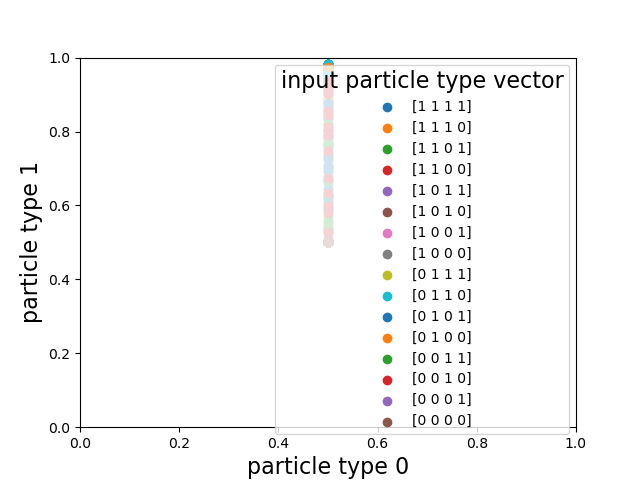 1.0
0.8
0.6
0.4
0.2
0.0
particle type 1
input particle type vector
[1 1 1 1]
[1 1 1 0]
[1 1 0 1]
[1 1 0 0]
[1 0 1 1]
[1 0 1 0]
[1 0 0 1]
[1 0 0 0]
[0 1 1 1]
[0 1 1 0]
[0 1 0 1]
[0 1 0 0]
[0 0 1 1]
[0 0 1 0]
[0 0 0 1]
[0 0 0 0]
0.0 0.2 0.4 0.6 0.8 1.0
particle type 0